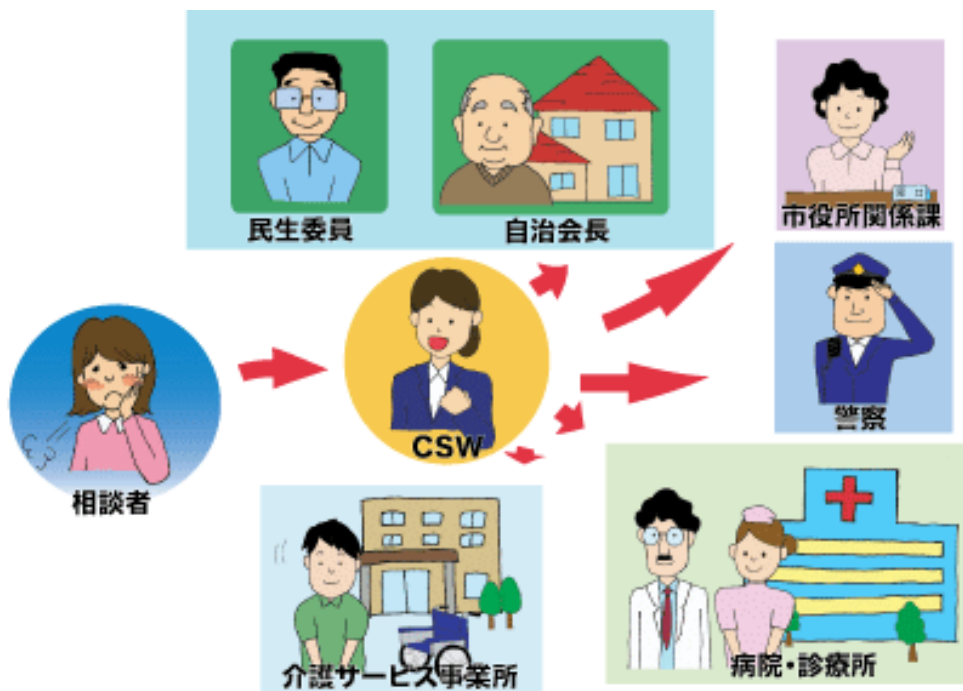 民生委員
自治会長
市役所関係課
警察
相談者
CSW
介護サービス事業所
病院・診療所